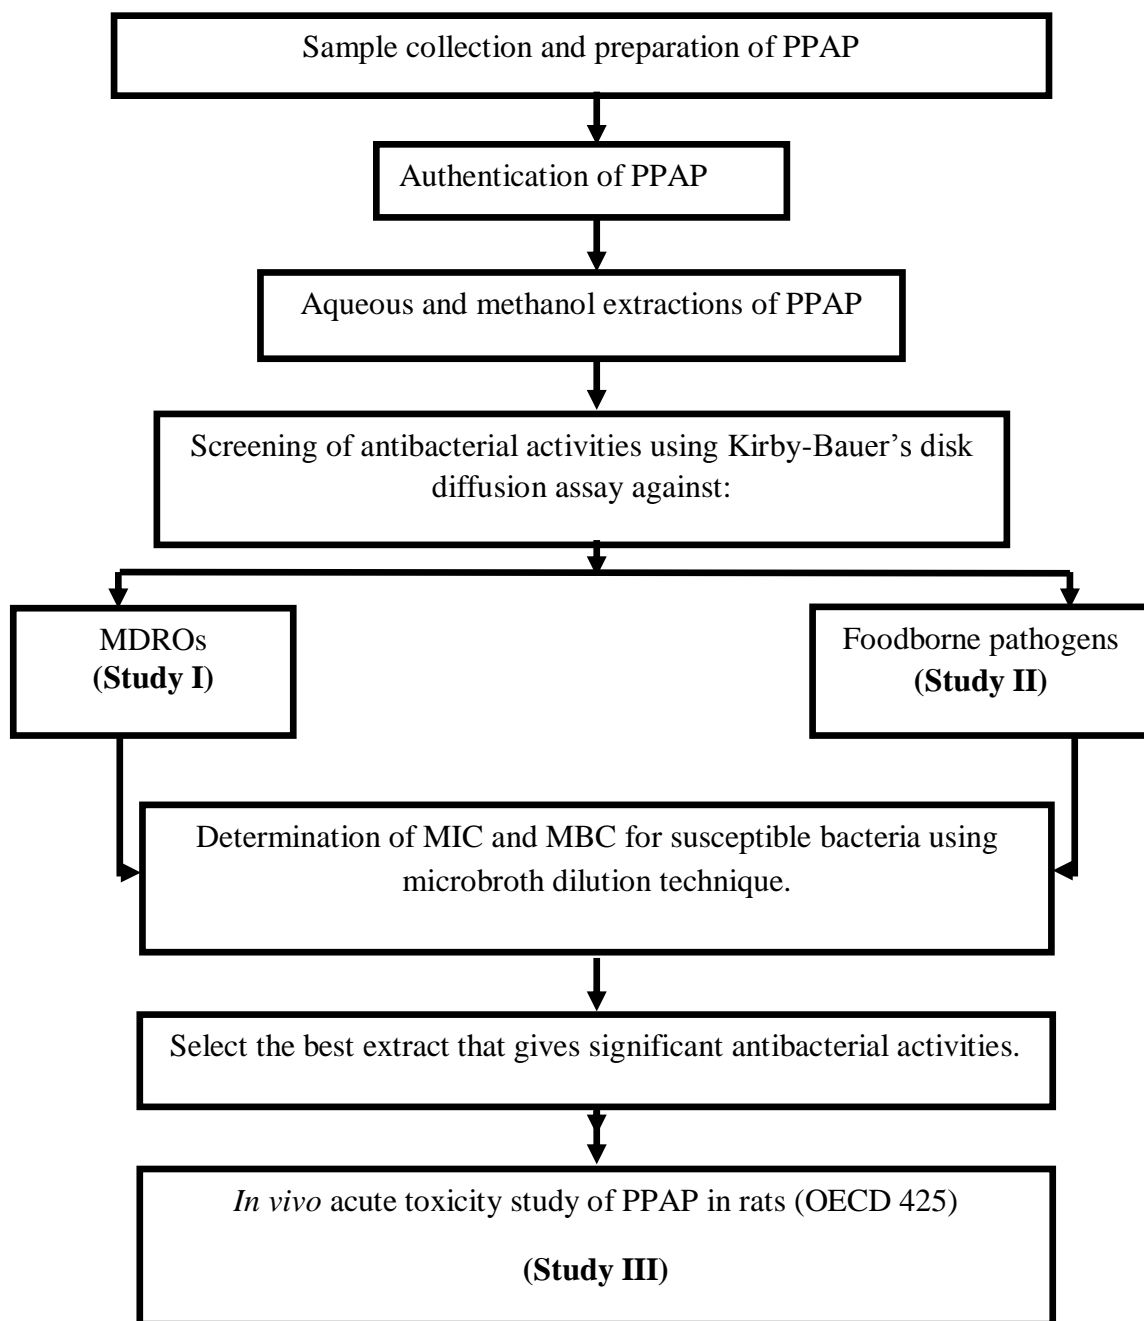 Sample collection and preparation of PPAP
Authentication of PPAP
Aqueous and methanol extractions of PPAP
Screening of antibacterial activities using Kirby-Bauer’s disk
diffusion assay against:
MDROs
(Study I)
Foodborne pathogens
(Study II)
Determination of MIC and MBC for susceptible bacteria using
microbroth dilution technique.
Select the best extract that gives significant antibacterial activities.
In vivo acute toxicity study of PPAP in rats (OECD 425)
(Study III)